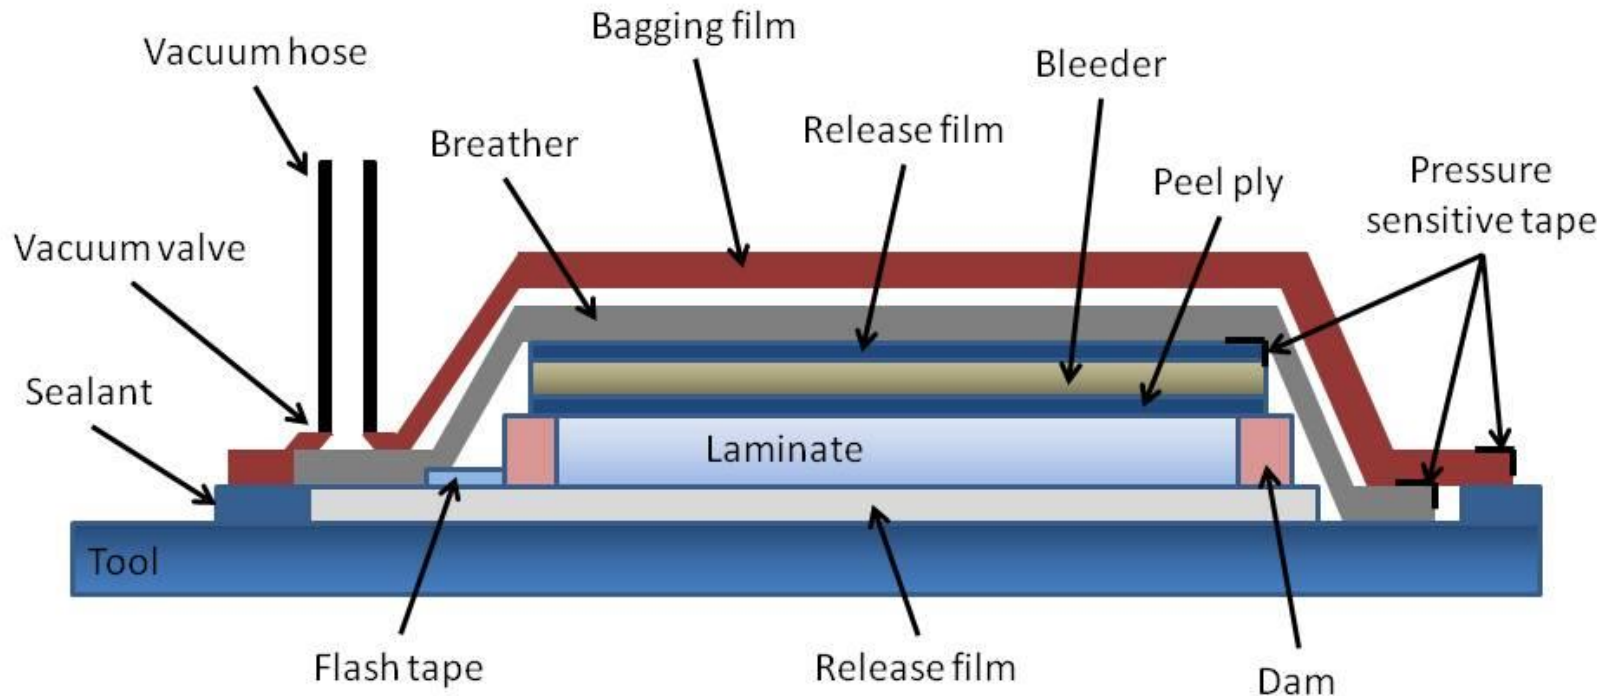 Bagging film
Vacuum hose
Bleeder
Release film
Breather
Pressure
sensitive tape
Peel ply
Vacuum valve
Sealant
Laminate
Tool
Flash tape
Release film
Dam